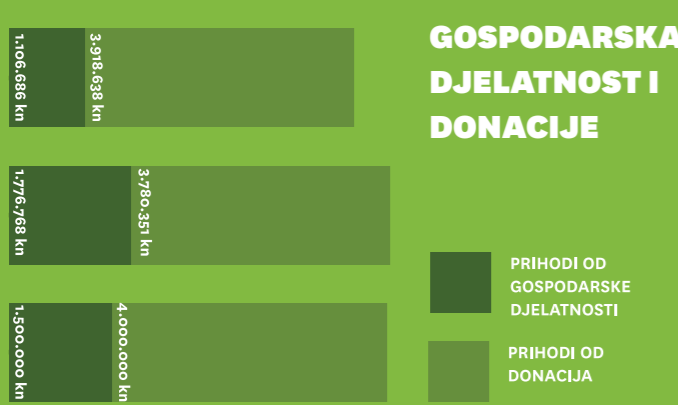 1.106.686 kn
3.918.638 kn
1.776.768 kn
3.780.351 kn
1.500.000 kn
4.000.000 kn
GOSPODARSKA
DJELATNOST I
DONACIJE
PRIHODI OD
GOSPODARSKE
DJELATNOSTI
PRIHODI OD
DONACIJA